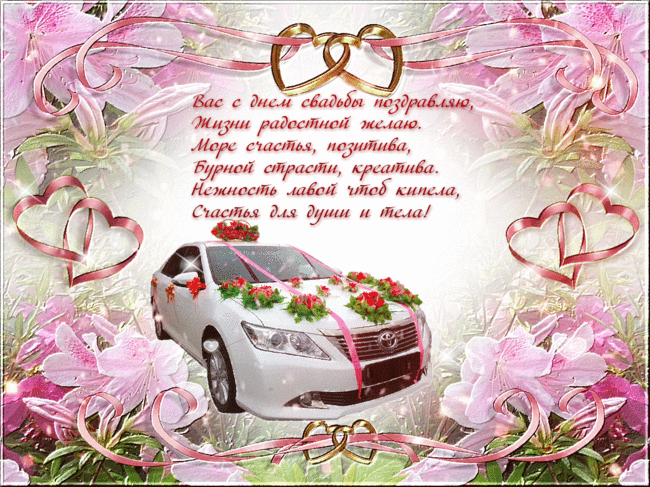 Вас с днем свадьбы поздравляю,
Жизни радостной желаю.
Море счастья, позитива,
Бурной страсти, креатива.
Нежность лавой чтоб кипела,
Счастья для души и тела!